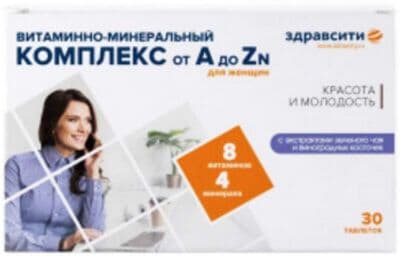 ВИТАМИННО-МИНЕРАЛЬНЫЙ
КОМПЛЕКС ОТ А ДО ZN
для женщин
здравсити
КРАСОТА
И МОЛОДОСТЬ
с экстрактами зеленого чая
и виноградных косточек
8
витаминов
4
минерала
30
ТАБЛЕТОК